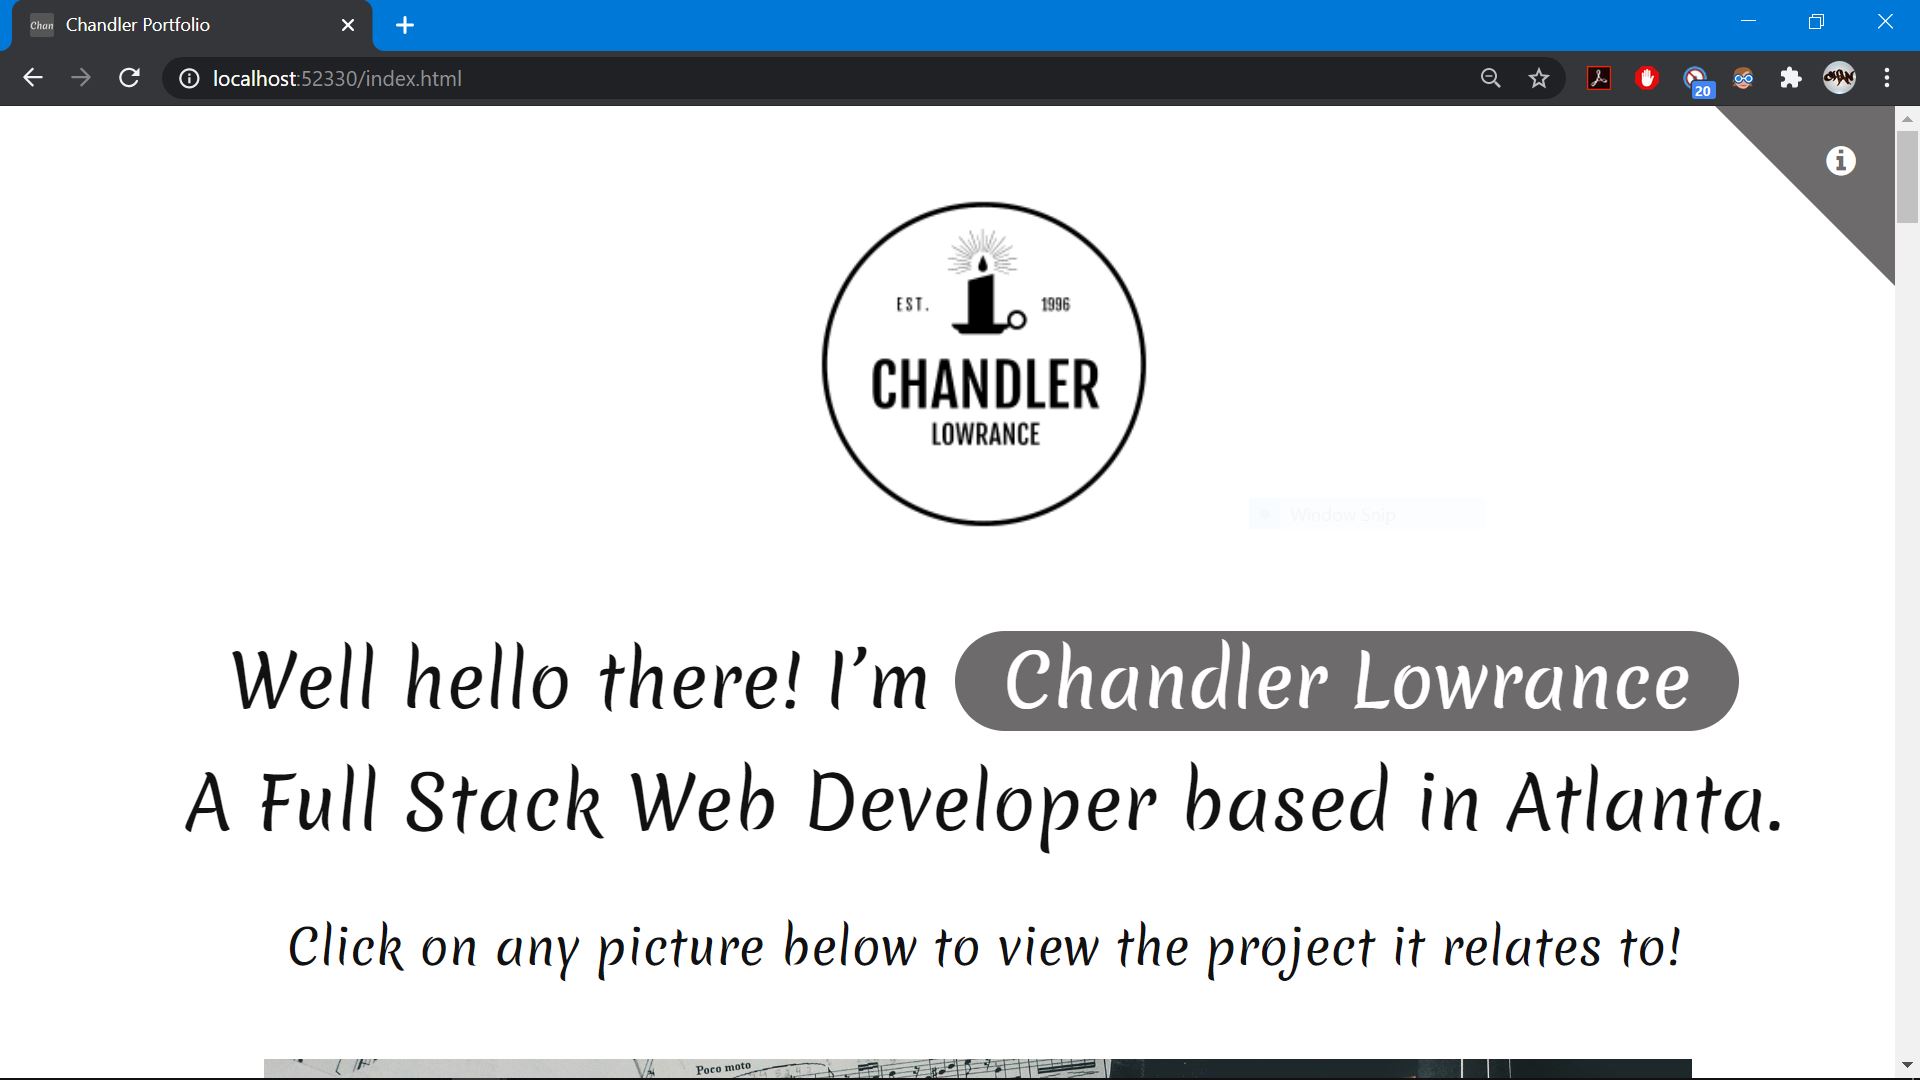 Chan Chandler Portfolio
localhost:52330/index.html
20
EST. 1996
CHANDLER
LOWRANCE
Window Snip
Well hello there! I’m Chandler Lowrance
A Full Stack Web Developer based in Atlanta.
Click on any picture below to view the project it relates to!
Poco moto